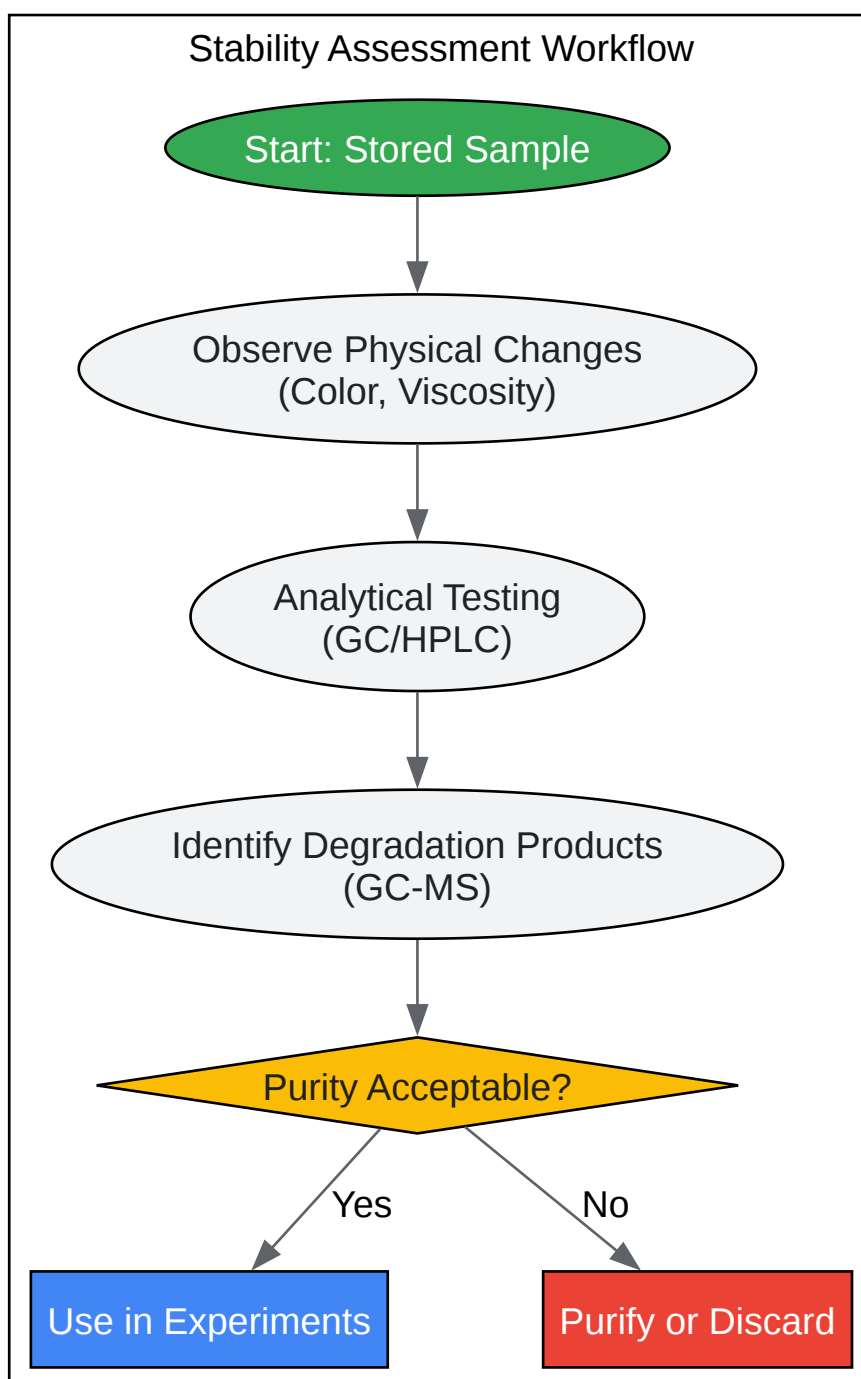 Stability Assessment Workflow
Start: Stored Sample
Observe Physical Changes
(Color, Viscosity)
Analytical Testing
(GC/HPLC)
Identify Degradation Products
(GC-MS)
Purity Acceptable?
Yes
No
Use in Experiments
Purify or Discard